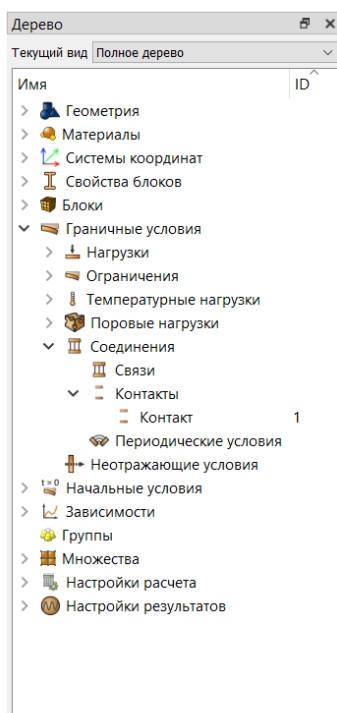 Дерево
Текущий вид Полное дерево
Имя ID
Геометрия
Материалы
Системы координат
Свойства блоков
Блоки
Граничные условия
Нагрузки
Ограничения
Температурные нагрузки
Поровые нагрузки
Соединения
Связи
Контакты
Контакт 1
Периодические условия
Неотражающие условия
t=0 Начальные условия
Зависимости
Группы
Множества
Настройки расчета
Настройки результатов